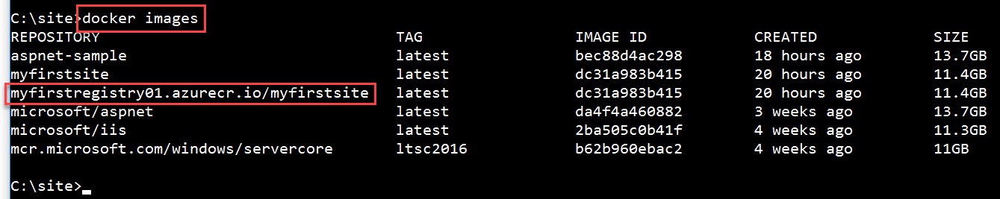 C:\site>docker images
REPOSITORY TAG IMAGE ID CREATED SIZE
aspnet-sample latest bec88d4ac298 18 hours ago 13.7GB
myfirstsite latest dc31a983b415 20 hours ago 11.4GB
myfirstregistry01.azurecr.io/myfirstsite latest dc31a983b415 20 hours ago 11.4GB
microsoft/aspnet latest da4f4a460882 3 weeks ago 13.7GB
microsoft/iis latest 2ba505c0b41f 4 weeks ago 11.3GB
mcr.microsoft.com/windows/servercore ltsc2016 b62b960ebac2 4 weeks ago 11GB
C:\site>_